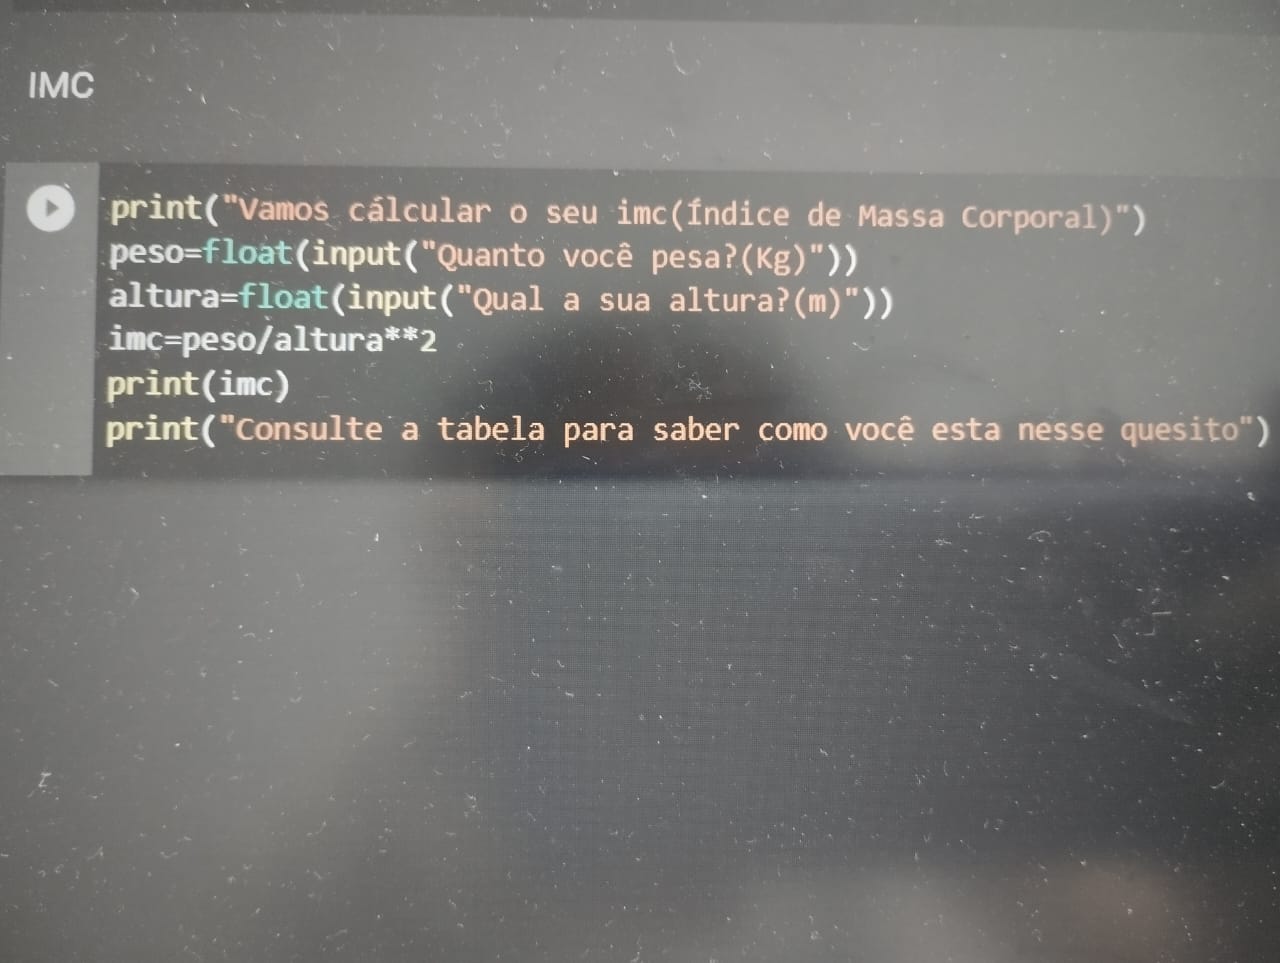 IMC
print("Vamos cálcular o seu imc(Índice de Massa Corporal)")
peso=float(input("Quanto você pesa?(Kg)"))
altura=float(input("Qual a sua altura?(m)"))
imc=peso/altura**2
print(imc)
print("Consulte a tabela para saber como você esta nesse quesito")